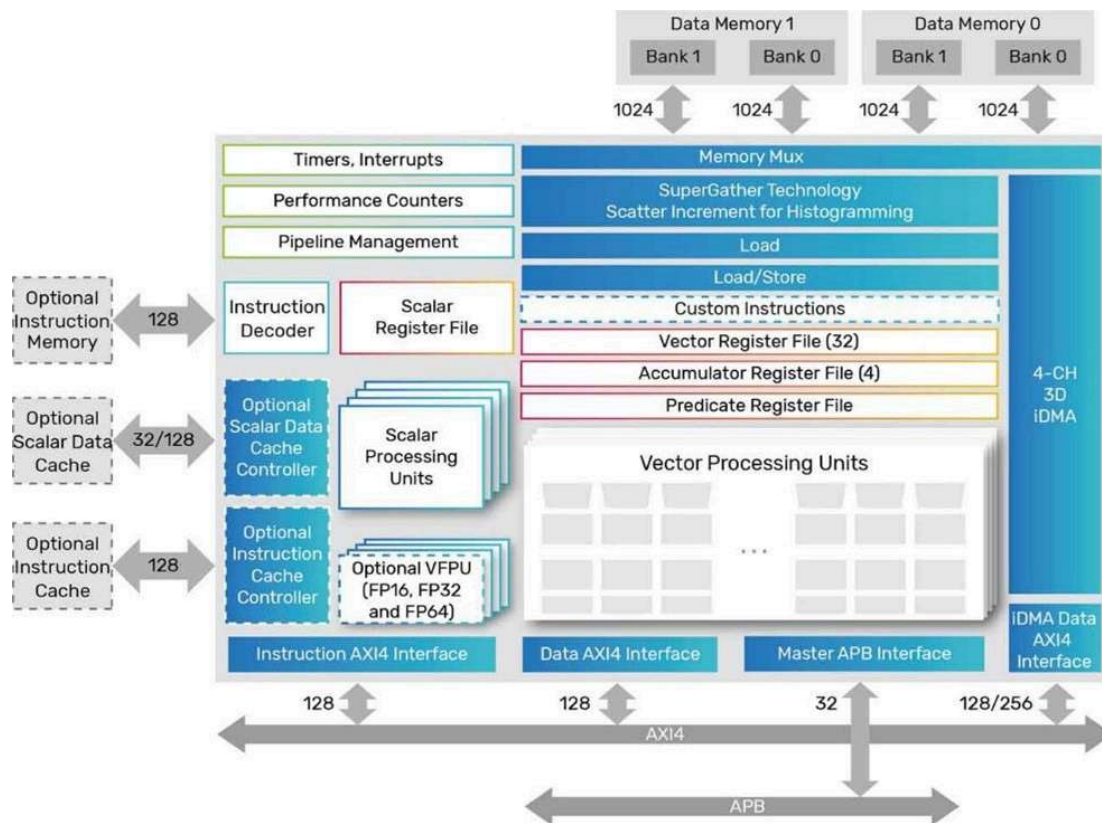 Data Memory 1
Data Memory 0
Bank 1
Bank 0
Bank 1
Bank 0
1024
1024
1024
1024
Timers, Interrupts
Performance Counters
Pipeline Management
Memory Mux
SuperGather Technology
Scatter Increment for Histogramming
Load
Load/Store
Custom Instructions
Vector Register File (32)
Accumulator Register File (4)
Predicate Register File
Optional
Instruction
Memory
128
Instruction
Decoder
Scalar
Register File
4-CH
3D
iDMA
Optional
Scalar Data
Cache
32/128
Optional
Scalar Data
Cache
Controller
Scalar
Processing
Units
Vector Processing Units
...
Optional
Instruction
Cache
128
Optional
Instruction
Cache
Controller
Optional VFPU
(FP16, FP32
and FP64)
Instruction AXI4 Interface
Data AXI4 Interface
Master APB Interface
iDMA Data
AXI4
Interface
128
128
32
128/256
AXI4
APB